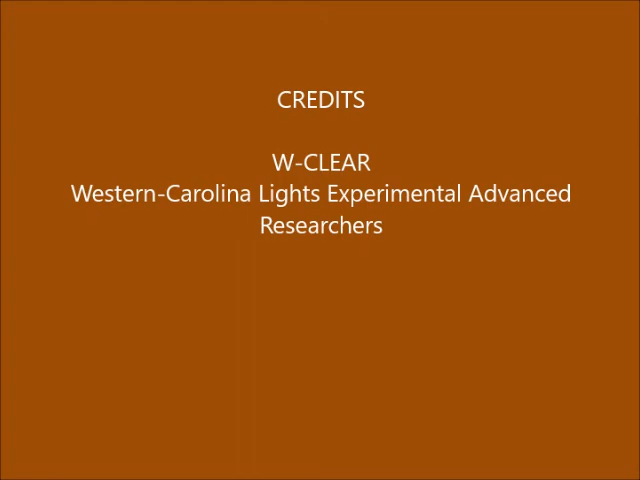 CREDITS
W-CLEAR
Western-Carolina Lights Experimental Advanced
Researchers